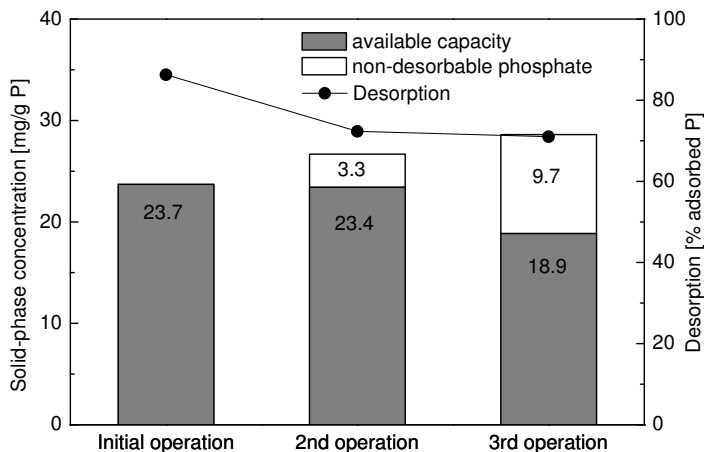 40
30
20
10
0
Solid-phase concentration [mg/g P]
available capacity
non-desorbable phosphate
Desorption
23.7
3.3
23.4
9.7
18.9
Initial operation
2nd operation
3rd operation
100
80
60
40
20
0
Desorption [% adsorbed P]